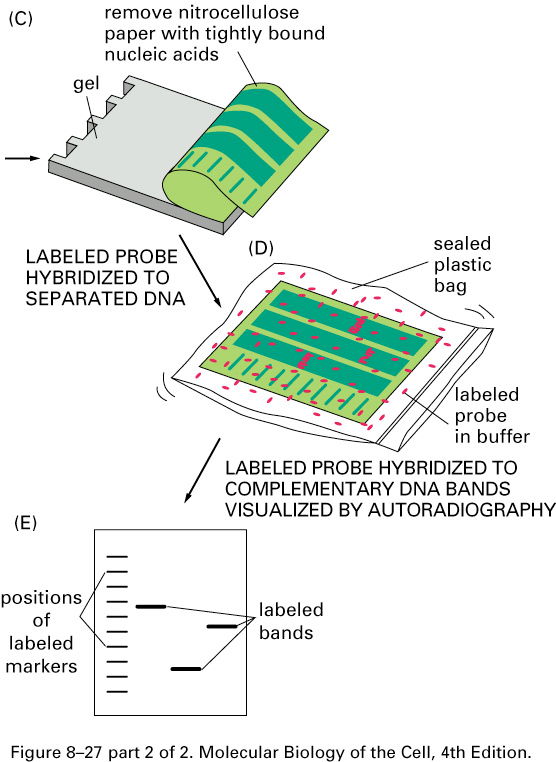 (C)
remove nitrocellulose
paper with tightly bound
nucleic acids
gel
LABELED PROBE
HYBRIDIZED TO
SEPARATED DNA
(D)
sealed
plastic
bag
labeled
probe
in buffer
LABELED PROBE HYBRIDIZED TO
COMPLEMENTARY DNA BANDS
VISUALIZED BY AUTORADIOGRAPHY
(E)
positions
of
labeled
markers
labeled
bands
Figure 8–27 part 2 of 2. Molecular Biology of the Cell, 4th Edition.